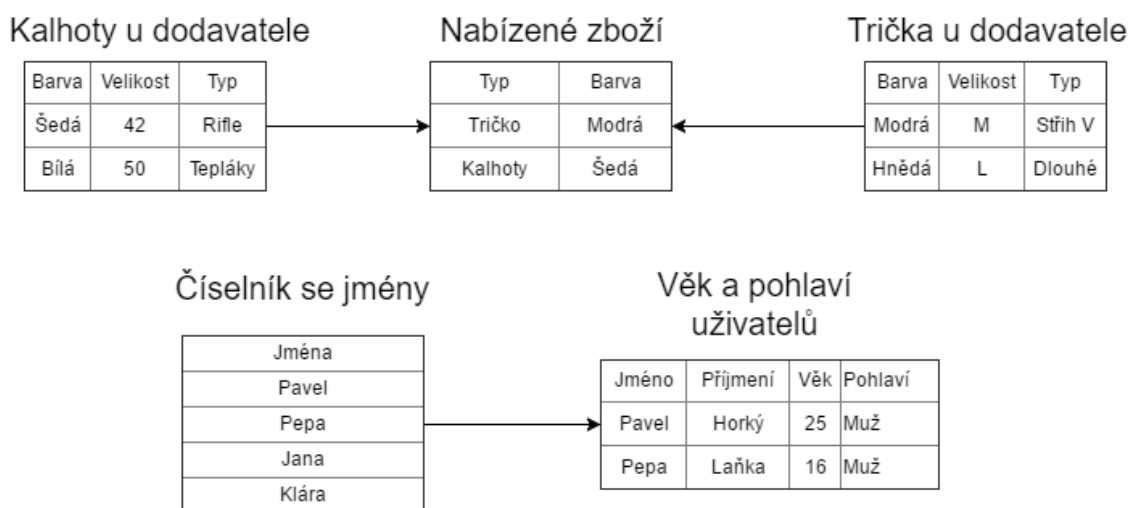 Kalhoty u dodavatele
Barva Velikost Typ
Šedá 42 Rifle
Bílá 50 Tepláky
Nabízené zboží
Typ Barva
Tričko Modrá
Kalhoty Šedá
Trička u dodavatele
Barva Velikost Typ
Modrá M Střih V
Hnědá L Dlouhé
Číselník se jmény
Jména
Pavel
Pepa
Jana
Klára
Věk a pohlaví
uživatelů
Jméno Příjmení Věk Pohlaví
Pavel Horký 25 Muž
Pepa Laňka 16 Muž